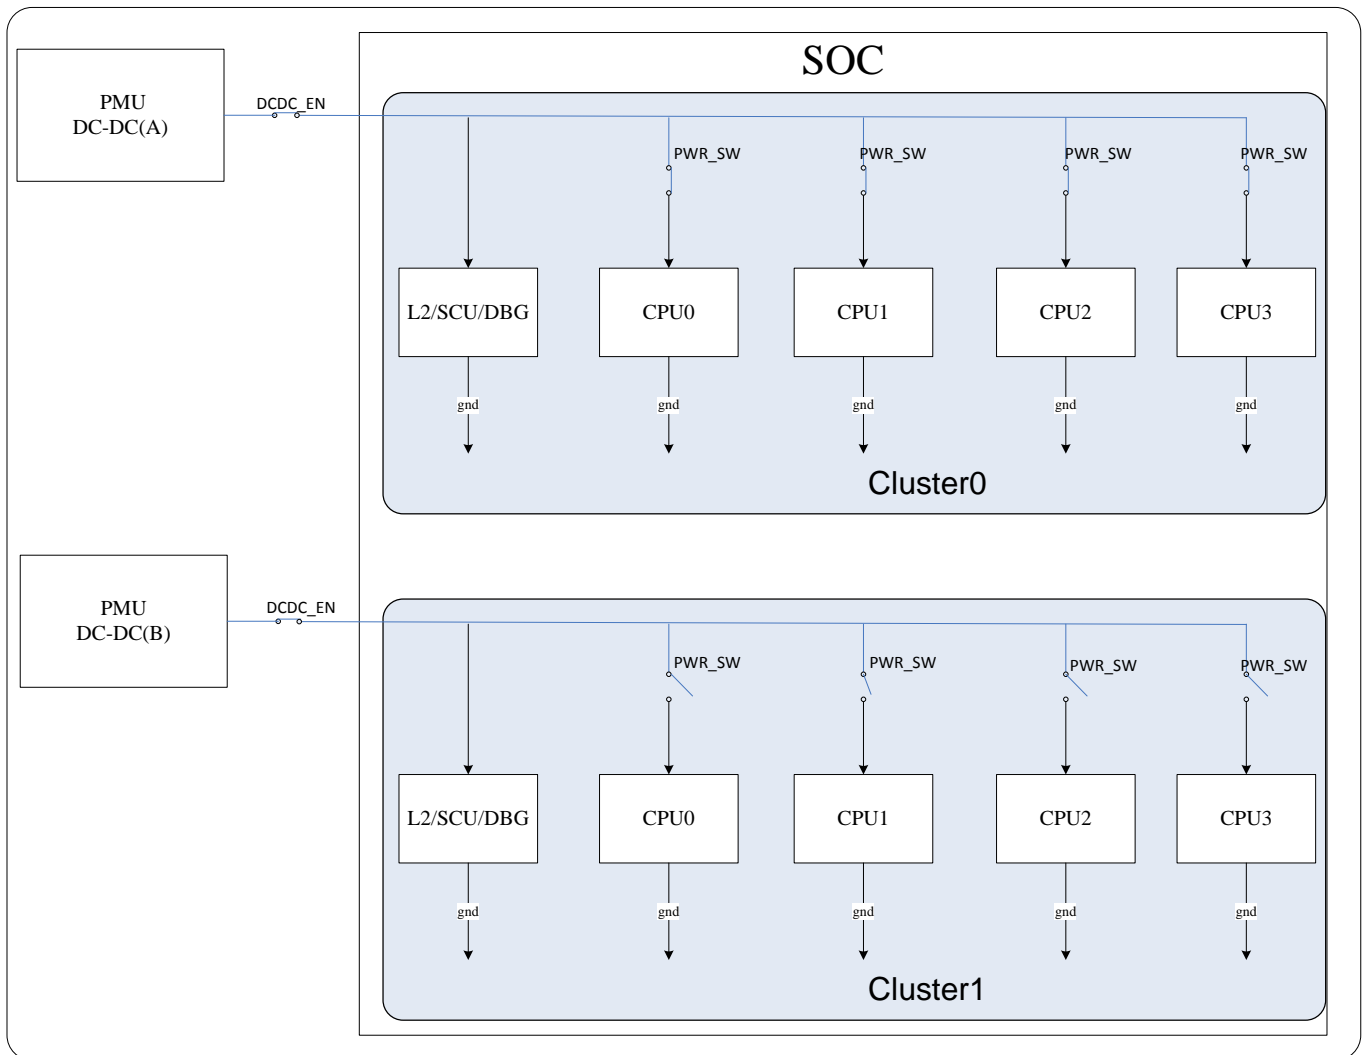 SOC
PMU
DC-DC(A)
DCDC_EN
PWR_SW
PWR_SW
PWR_SW
PWR_SW
L2/SCU/DBG
CPU0
CPU1
CPU2
CPU3
gnd
gnd
gnd
gnd
gnd
Cluster0
PMU
DC-DC(B)
DCDC_EN
PWR_SW
PWR_SW
PWR_SW
PWR_SW
L2/SCU/DBG
CPU0
CPU1
CPU2
CPU3
gnd
gnd
gnd
gnd
gnd
Cluster1